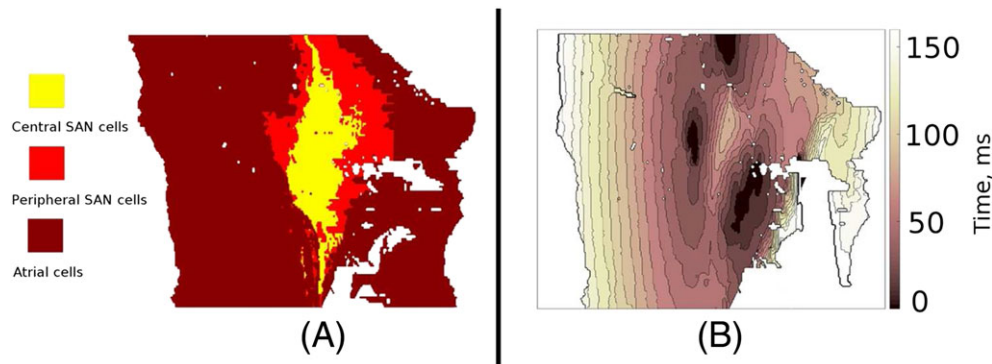 Central SAN cells
Peripheral SAN cells
Atrial cells
(A)
150
100
50
0
Time, ms
(B)